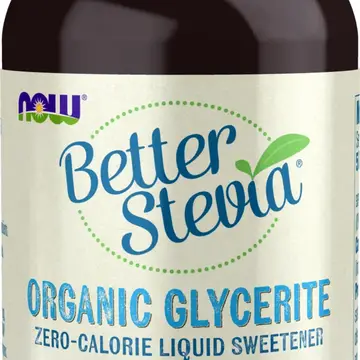 NOW
Better
Stevia®
ORGANIC GLYCERITE
ZERO-CALORIE LIQUID SWEETENER